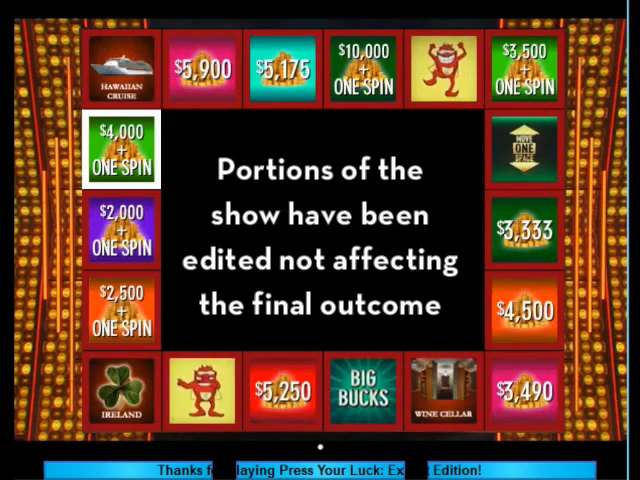 HAWAIIAN
CRUISE
$5,900
$5,175
$10,000
+
ONE SPIN
$3,500
+
ONE SPIN
$4,000
+
ONE SPIN
MOVE
ONE
SPACE
$2,000
+
ONE SPIN
$3,333
$2,500
+
ONE SPIN
$4,500
Portions of the
show have been
edited not affecting
the final outcome
IRELAND
$5,250
BIG
BUCKS
WINE CELLAR
$3,490
Thanks f laying Press Your Luck: Ex t Edition!